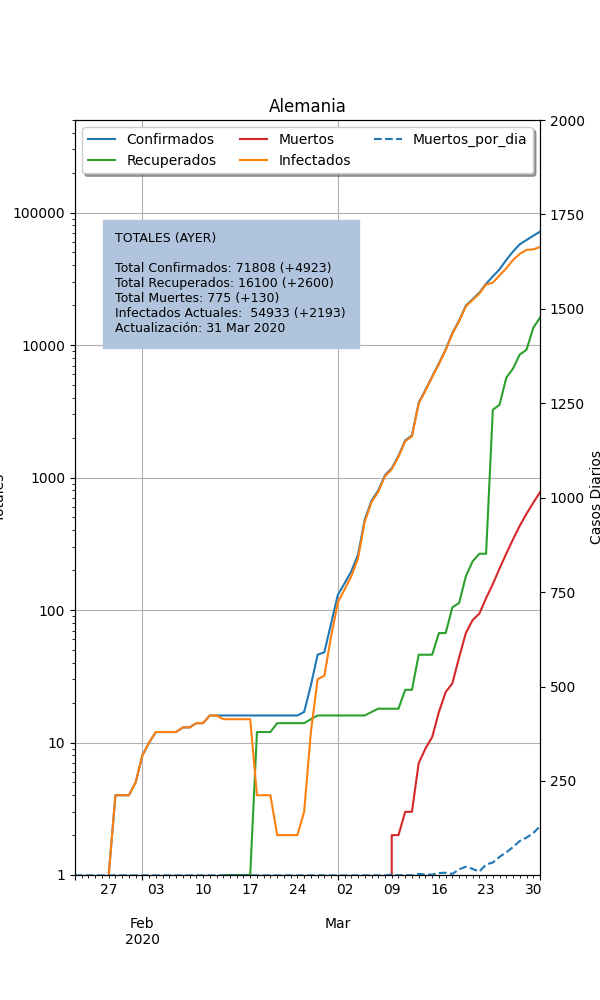 Alemania
Confirmados
Recuperados
Muertos
Infectados
Muertos_por_dia
TOTALES (AYER)
Total Confirmados: 71808 (+4923)
Total Recuperados: 16100 (+2600)
Total Muertes: 775 (+130)
Infectados Actuales:  54933 (+2193)
Actualización: 31 Mar 2020
100000
10000
1000
100
10
1
Totales
2000
1750
1500
1250
1000
750
500
250
Casos Diarios
27 03 10 17 24 02 09 16 23 30
Feb Mar
2020